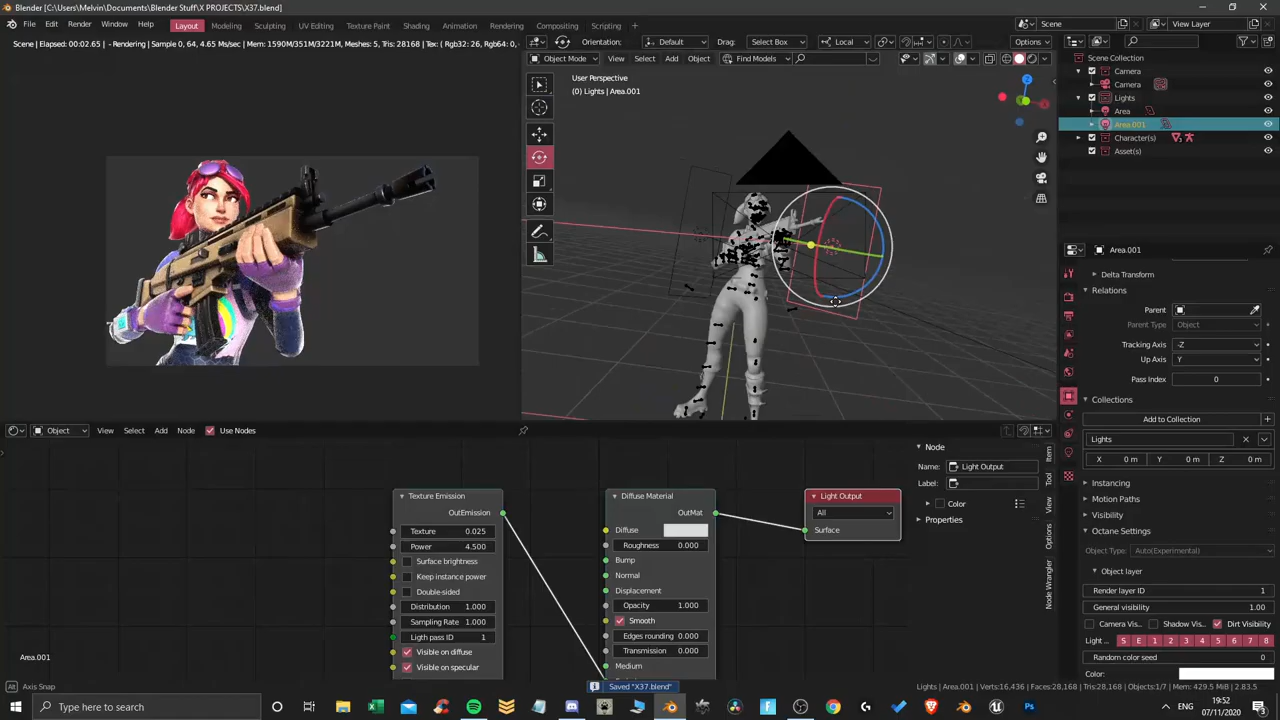 Blender [C:\Users\Melvin\Documents\Blender Stuff\X PROJECTS\X37.blend]
File Edit Render Window Help Layout Modeling Sculpting UV Editing Texture Paint Shading Animation Rendering Compositing Scripting + Scene View Layer
Scene | Elapsed: 00:02.65 | - Rendering | Sample 0, 64, 4.65 Ms/sec | Mem: 1590M/351M/3221M, Meshes: 5, Tris: 28168 | Tex: ( Rgb32: 26, Rgb64: 0,
Orientation: Default Drag: Select Box Local Options
Object Mode View Select Add Object Find Models
User Perspective
(0) Lights | Area.001
Scene Collection
Camera
Camera
Lights
Area
Area.001
Character(s)
Asset(s)
Area.001
Delta Transform
Relations
Parent
Parent Type Object
Tracking Axis -Z
Up Axis Y
Pass Index 0
Collections
Add to Collection
Lights
X 0 m Y 0 m Z 0 m
Instancing
Motion Paths
Visibility
Octane Settings
Object Type: Auto(Experimental)
Object layer
Render layer ID 1
General visibility 1.00
Camera Vis... Shadow Vis... Dirt Visibility
Light ... S E 1 2 3 4 5 6 7 8
Random color seed 0
Color:
Object View Select Add Node Use Nodes
Texture Emission
OutEmission
Texture 0.025
Power 4.500
Surface brightness
Keep instance power
Double-sided
Distribution 1.000
Sampling Rate 1.000
Ligth pass ID 1
Visible on diffuse
Visible on specular
Diffuse Material
OutMat
Diffuse
Roughness 0.000
Bump
Normal
Displacement
Opacity 1.000
Smooth
Edges rounding 0.000
Transmission 0.000
Medium
Light Output
All
Surface
Node
Name: Light Output
Label:
Color
Properties
Item
Tool
View
Options
Node Wrangler
Area.001
Alt Axis Snap
Saved "X37.blend"
Lights | Area.001 | Verts:16,436 | Faces:28,168 | Tris:28,168 | Objects:1/7 | Mem: 429.5 MiB | 2.83.5
Type here to search
19:52
07/11/2020